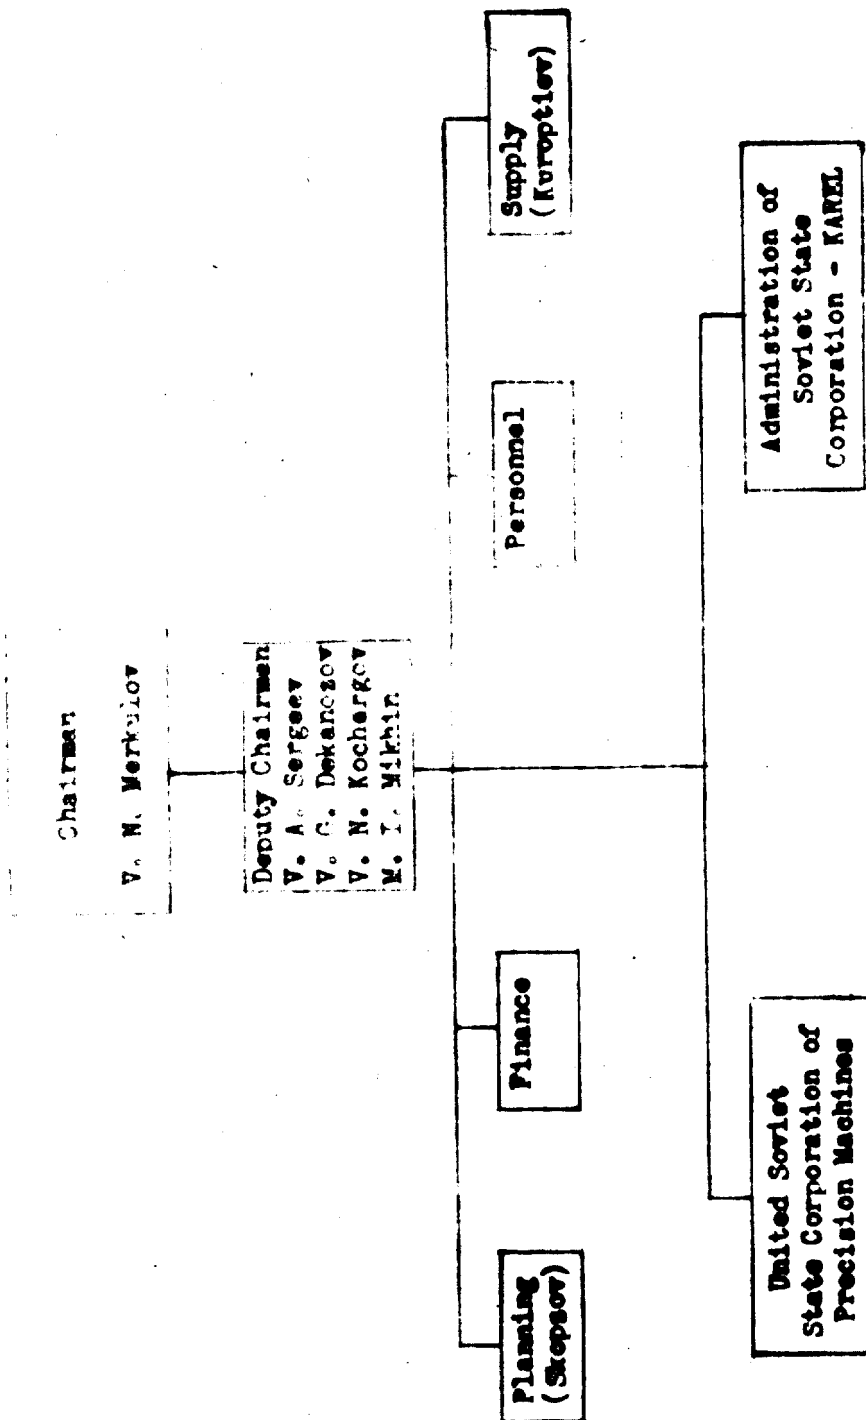 Chairman
V. N. Merkulov
Deputy Chairmen
V. A. Sergeev
V. G. Dekanozov
V. N. Kochergov
M. I. Mikhin
Planning
(Skopsov)
Finance
Personnel
Supply
(Kuroptiev)
United Soviet
State Corporation of
Precision Machines
Administration of
Soviet State
Corporation - KAREL